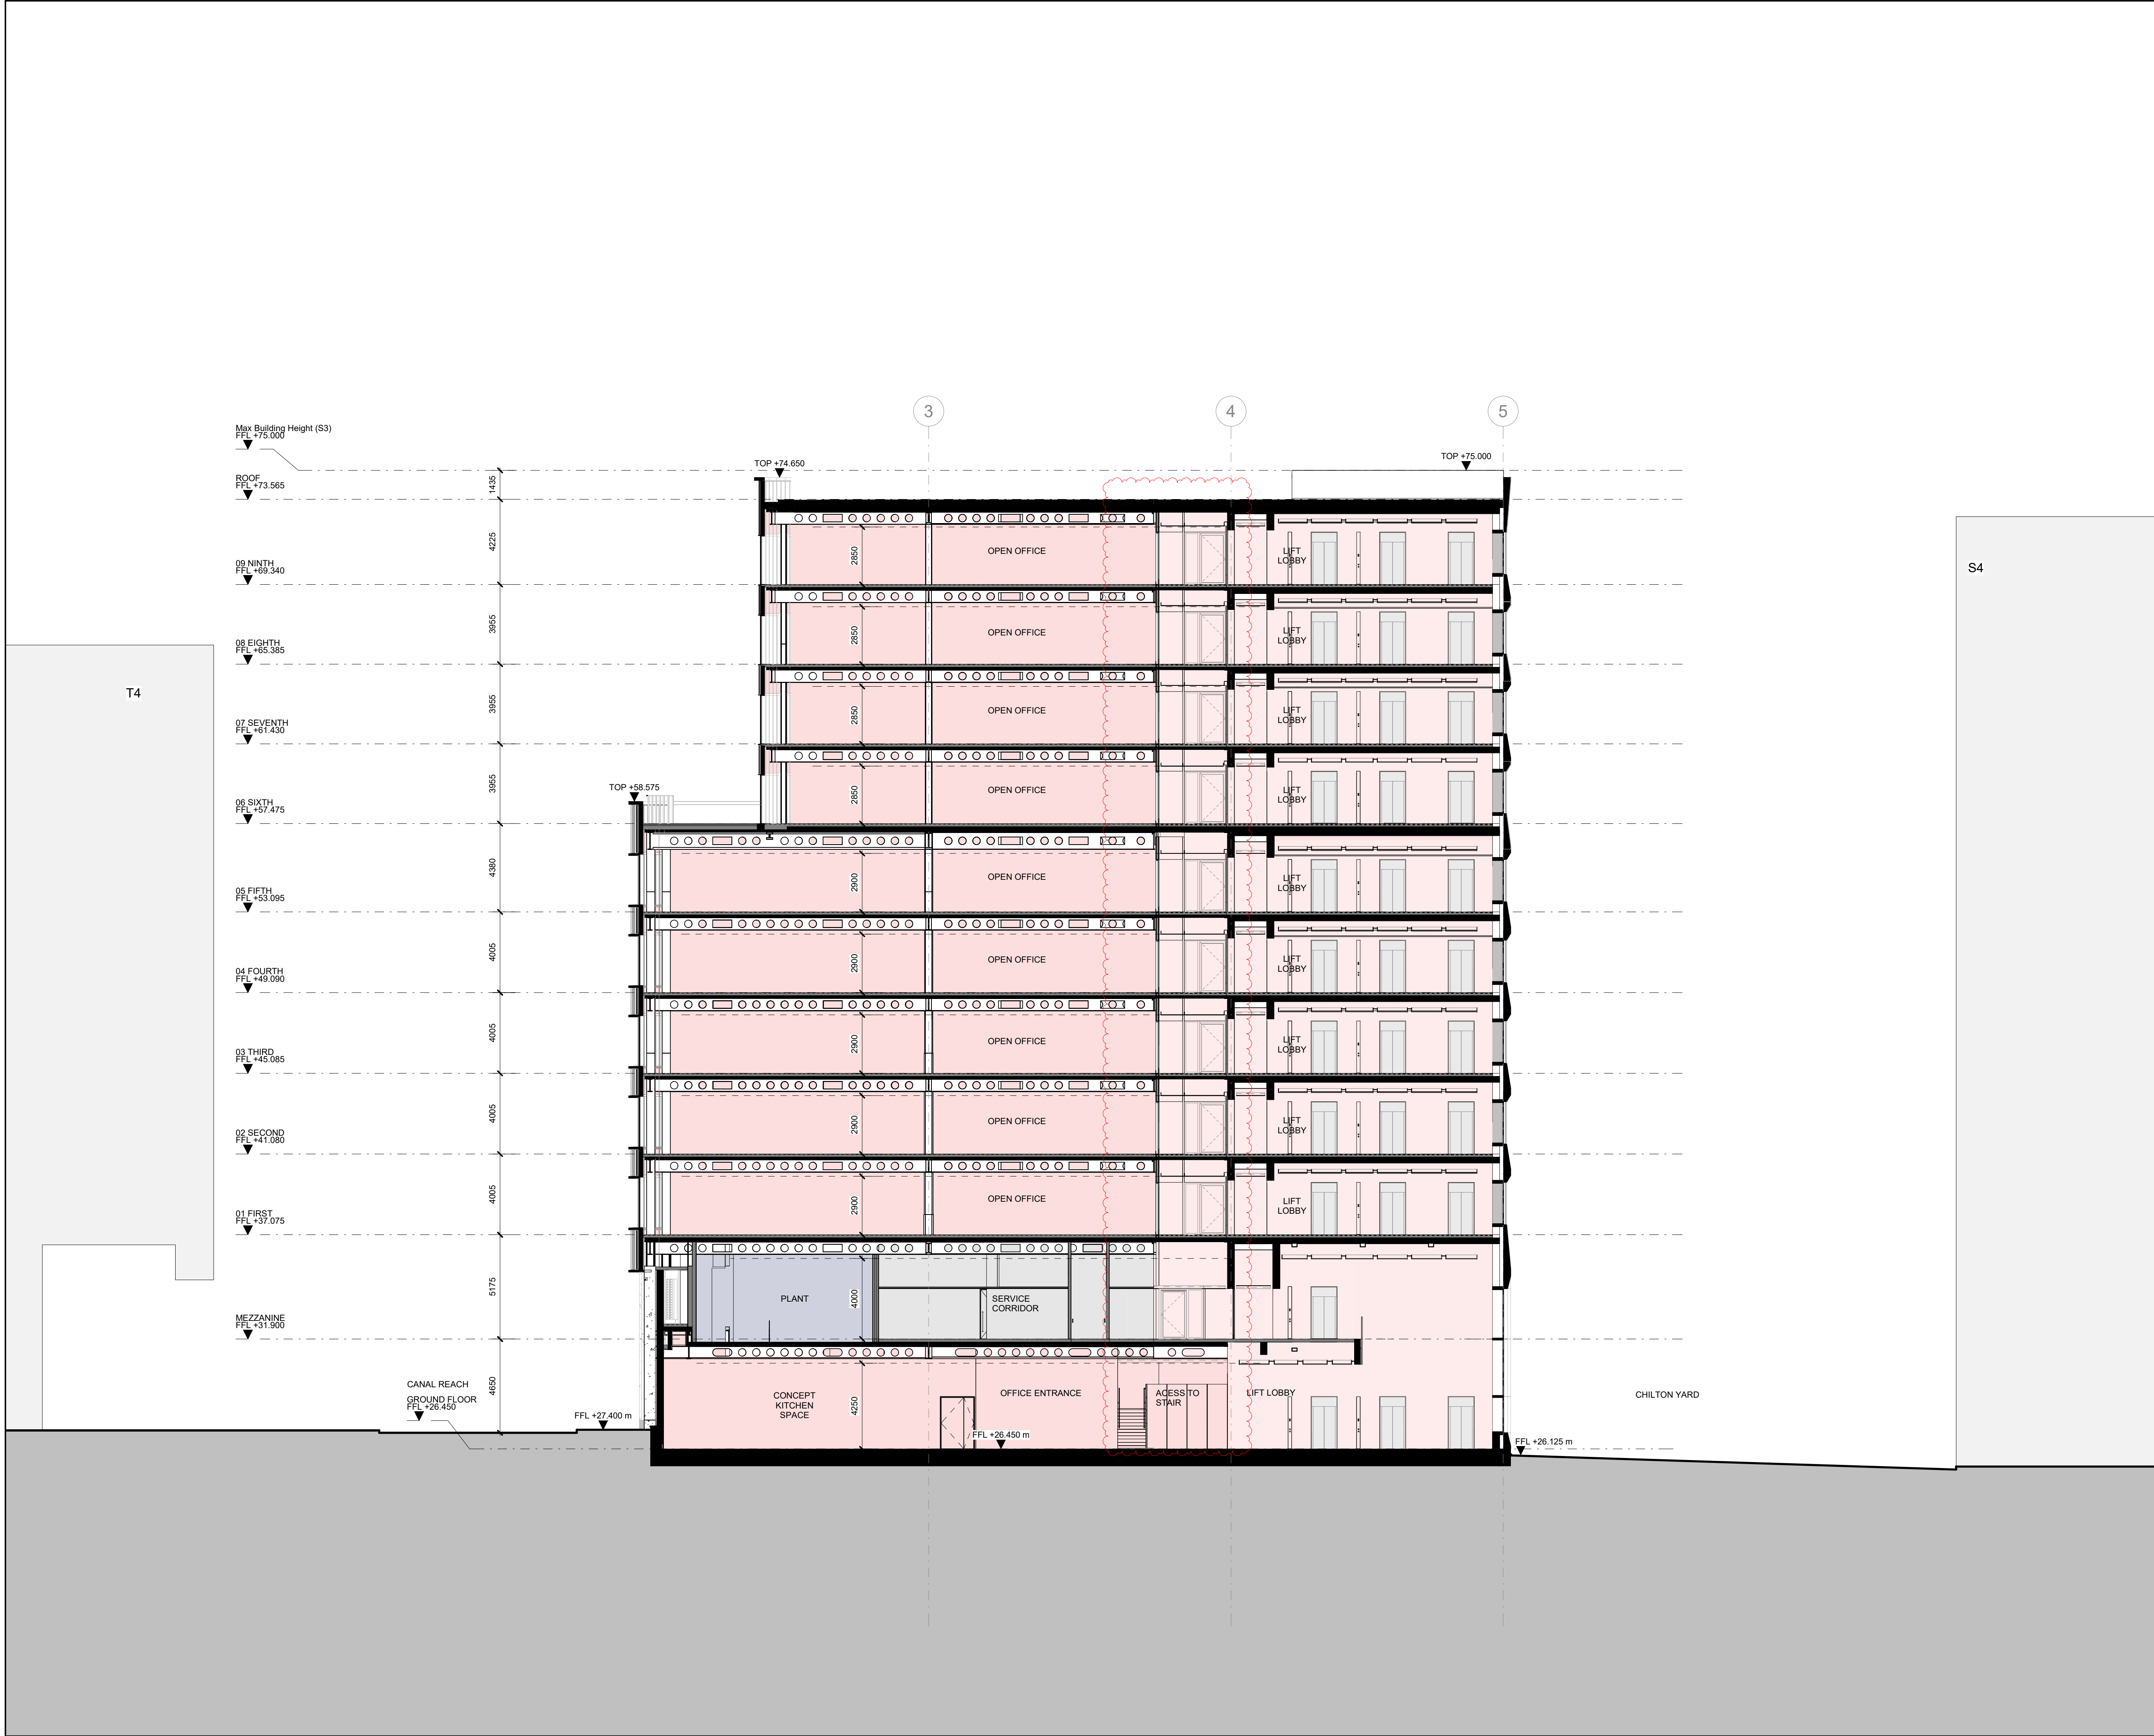 3
4
5
Max Building Height (S3)
FFL +75.000
TOP +74.650
TOP +75.000
1435
ROOF
FFL +73.565
4225
2850
OPEN OFFICE
LIFT
LOBBY
09 NINTH
FFL +69.340
S4
3955
2850
OPEN OFFICE
LIFT
LOBBY
08 EIGHTH
FFL +65.385
T4
3955
2850
OPEN OFFICE
LIFT
LOBBY
07 SEVENTH
FFL +61.430
3955
2850
OPEN OFFICE
LIFT
LOBBY
TOP +58.575
06 SIXTH
FFL +57.475
4380
2900
OPEN OFFICE
LIFT
LOBBY
05 FIFTH
FFL +53.095
4005
2900
OPEN OFFICE
LIFT
LOBBY
04 FOURTH
FFL +49.090
4005
2900
OPEN OFFICE
LIFT
LOBBY
03 THIRD
FFL +45.085
4005
2900
OPEN OFFICE
LIFT
LOBBY
02 SECOND
FFL +41.080
4005
2900
OPEN OFFICE
LIFT
LOBBY
01 FIRST
FFL +37.075
5175
PLANT
4000
SERVICE
CORRIDOR
MEZZANINE
FFL +31.900
4650
CANAL REACH
GROUND FLOOR
FFL +26.450
FFL +27.400 m
CONCEPT
KITCHEN
SPACE
4250
OFFICE ENTRANCE
ACESS TO
STAIR
LIFT LOBBY
CHILTON YARD
FFL +26.450 m
FFL +26.125 m